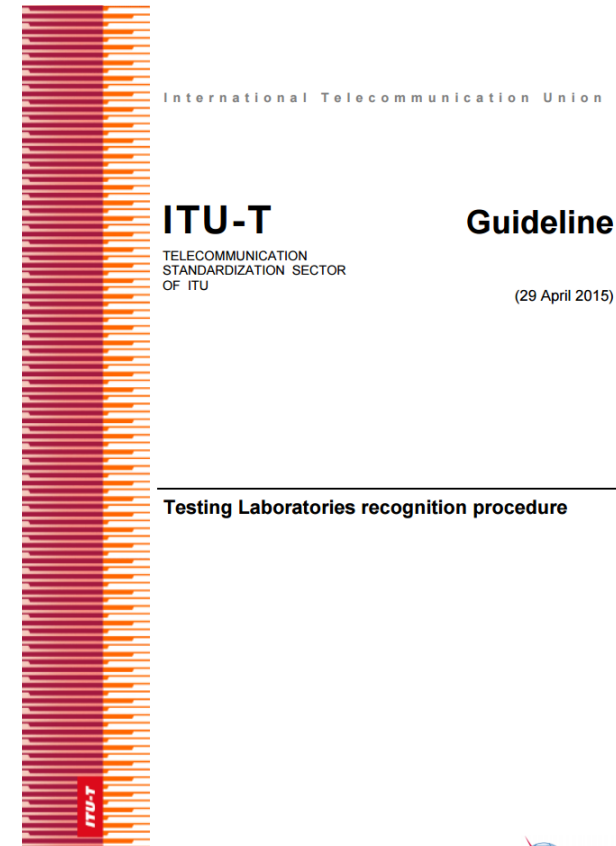 International Telecommunication Union
ITU-T Guideline
TELECOMMUNICATION
STANDARDIZATION SECTOR
OF ITU
(29 April 2015)
Testing Laboratories recognition procedure
ITU-T